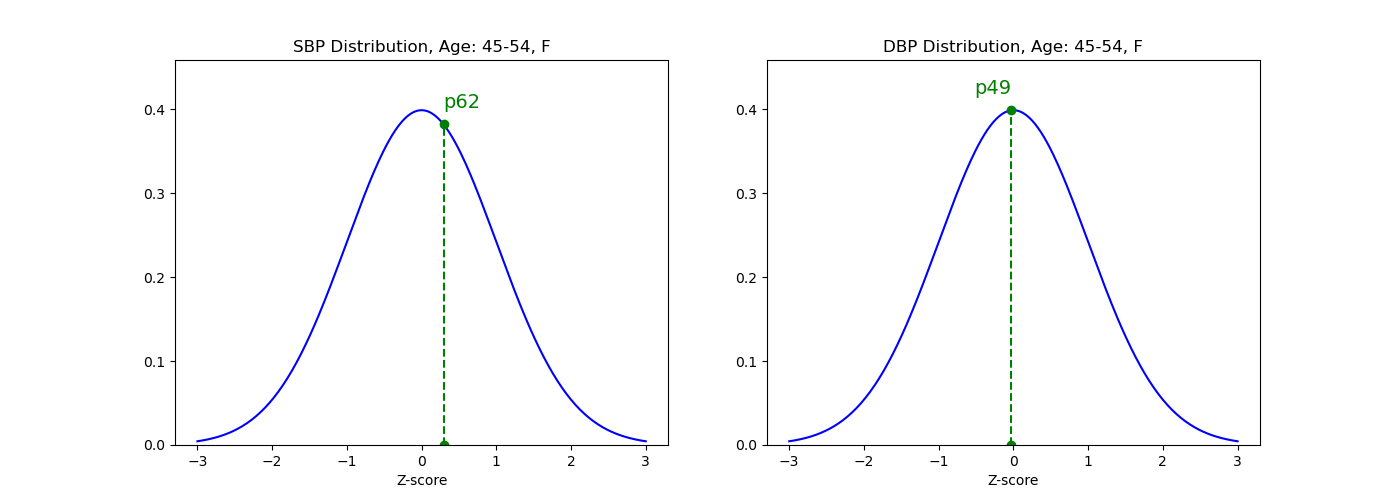 SBP Distribution, Age: 45-54, F
p62
0.4
0.3
0.2
0.1
0.0
−3 −2 −1 0 1 2 3
Z-score
DBP Distribution, Age: 45-54, F
p49
0.4
0.3
0.2
0.1
0.0
−3 −2 −1 0 1 2 3
Z-score